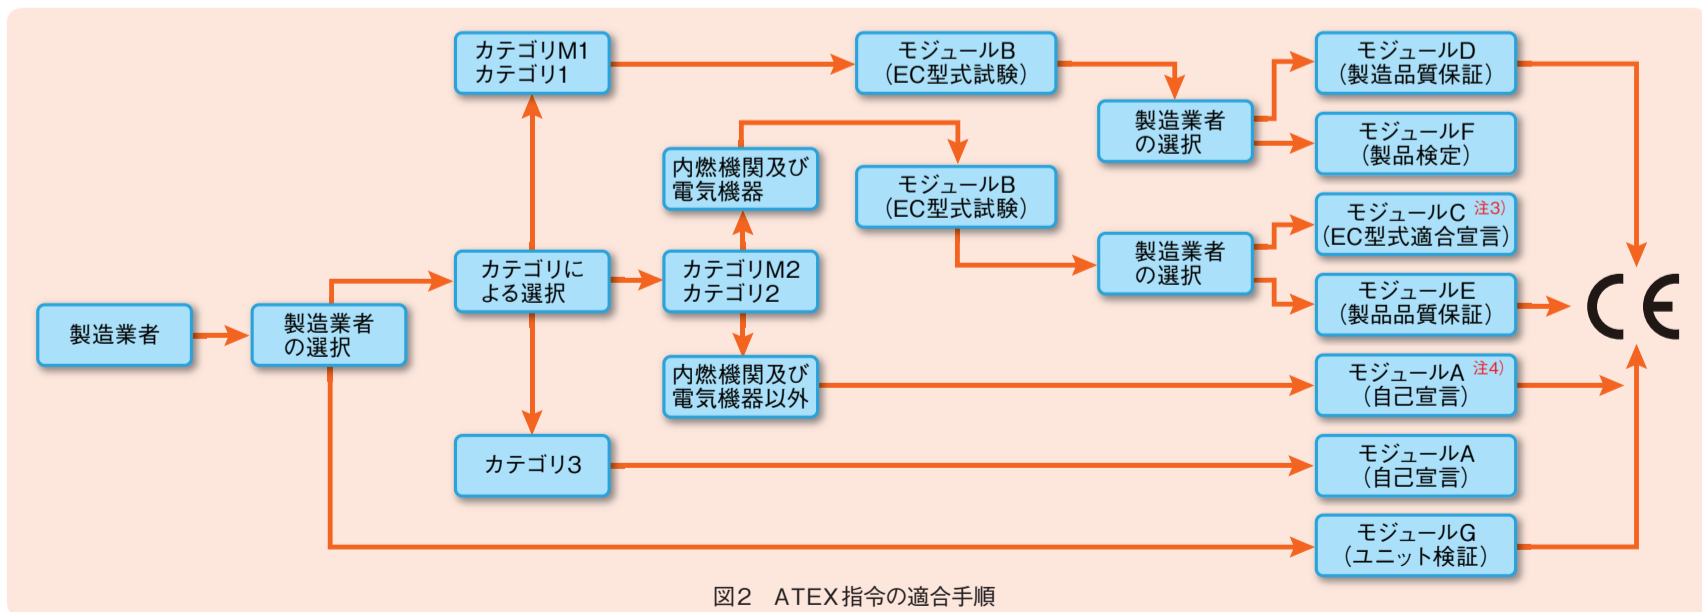 カテゴリM1
カテゴリ1
モジュールB
（EC型式試験）
モジュールD
（製造品質保証）
製造業者
の選択
モジュールF
（製品検定）
内燃機関及び
電気機器
モジュールB
（EC型式試験）
モジュールC 注3）
（EC型式適合宣言）
カテゴリに
よる選択
カテゴリM2
カテゴリ2
製造業者
の選択
モジュールE
（製品品質保証）
CE
製造業者
製造業者
の選択
内燃機関及び
電気機器以外
モジュールA 注4）
（自己宣言）
カテゴリ3
モジュールA
（自己宣言）
モジュールG
（ユニット検証）
図2　ATEX指令の適合手順